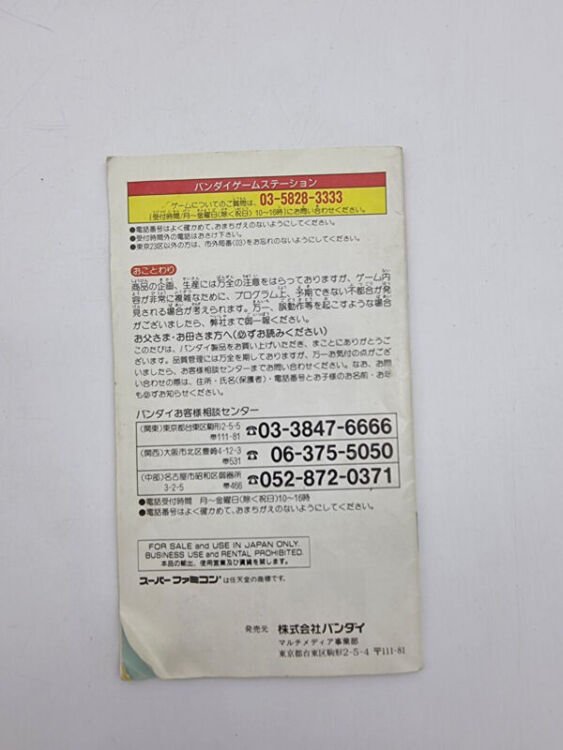 バンダイゲームステーション
ゲームについてのご質問は、03-5828-3333
(受付時間/月〜金曜日(除く祝日) 10〜16時)にお問い合わせください。
●電話番号はよく確かめて、おまちがえのないようにしてください。
●受付時間外の電話はおさけ下さい。
●東京23区以外の方は、市外局番(03)をお忘れのないようにしてください。
おことわり
商品の企画、生産には万全の注意をはらっておりますが、ゲーム内
容が非常に複雑なために、プログラム上、予期できない不都合が発
見される場合が考えられます。万一、誤動作等を起こすような場合
がございましたら、弊社まで御一報ください。
お父さま・お母さま方へ(必ずお読みください)
このたびは、バンダイ製品をお買い上げいただき、まことにありがとうご
ざいます。品質管理には万全を期しておりますが、万一お気付の点がござ
いましたら、お客様相談センターまでお問い合わせください。なお、お問
い合わせの際は、住所・氏名(保護者)・電話番号とお子様のお名前・お年
も必ずお知らせください。
バンダイお客様相談センター
(関東)東京都台東区駒形2-5-5 〒111-81 ☎03-3847-6666
(関西)大阪市北区豊崎4-12-3 〒531 ☎06-375-5050
(中部)名古屋市昭和区御器所3-2-5 〒466 ☎052-872-0371
●電話受付時間 月〜金曜日(除く祝日)10〜16時
●電話番号はよく確かめて、おまちがえのないようにしてください。
FOR SALE and USE IN JAPAN ONLY.
BUSINESS USE and RENTAL PROHIBITED.
本品の輸出、使用営業及び賃貸を禁じます。
スーパーファミコン®は任天堂の商標です。
発売元 株式会社バンダイ
マルチメディア事業部
東京都台東区駒形2-5-4 〒111-81